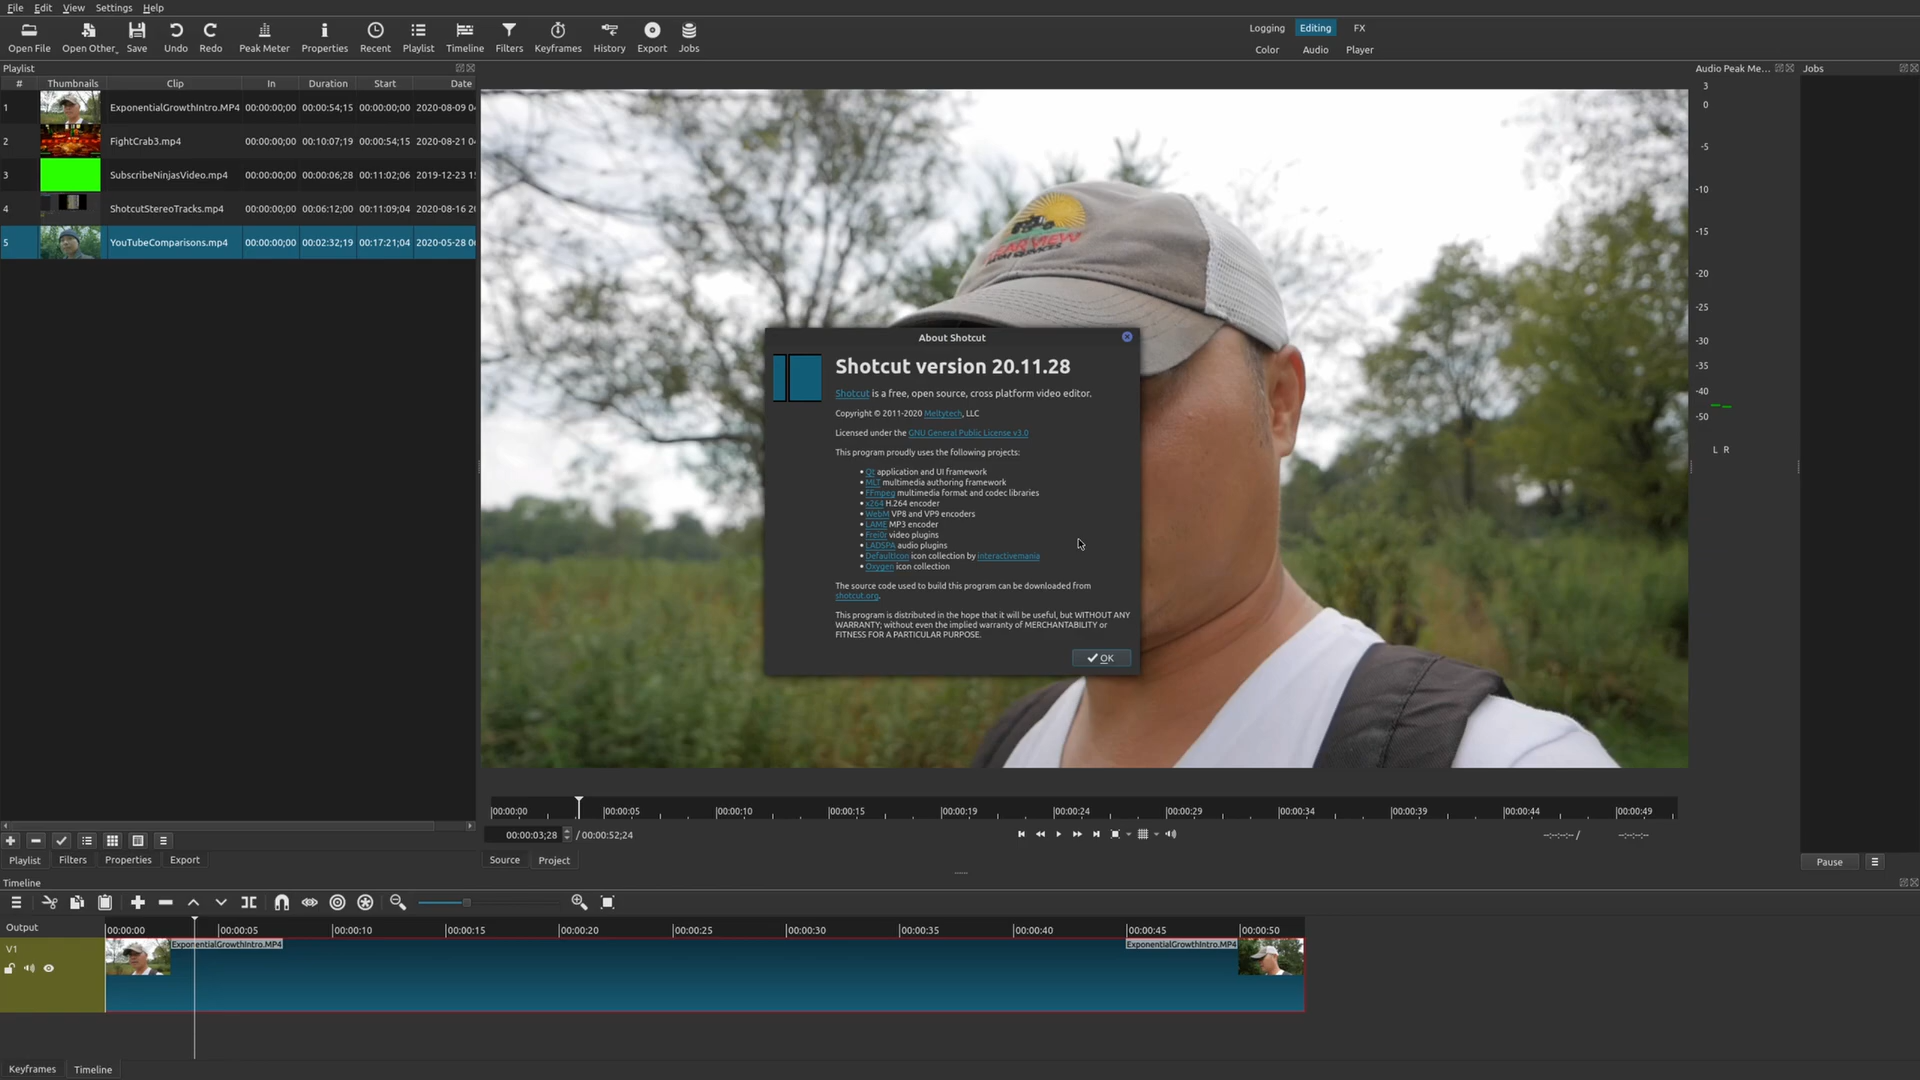 File Edit View Settings Help
Open File Open Other Save Undo Redo Peak Meter Properties Recent Playlist Timeline Filters Keyframes History Export Jobs
Logging Editing FX
Color Audio Player
Playlist
# Thumbnails Clip In Duration Start Date
1 ExponentialGrowthIntro.MP4 00:00:00;00 00:00:54;15 00:00:00;00 2020-08-09 0
2 FightCrab3.mp4 00:00:00;00 00:10:07;19 00:00:54;15 2020-08-21 0
3 SubscribeNinjasVideo.mp4 00:00:00;00 00:00:06;28 00:11:02;06 2019-12-23 1
4 ShotcutStereoTracks.mp4 00:00:00;00 00:06:12;00 00:11:09;04 2020-08-16 2
5 YouTubeComparisons.mp4 00:00:00;00 00:02:32;19 00:17:21;04 2020-05-28 0
Audio Peak Me... Jobs
3
0
-5
-10
-15
-20
-25
-30
-35
-40
-50
L R
About Shotcut
Shotcut version 20.11.28
Shotcut is a free, open source, cross platform video editor.
Copyright © 2011-2020 Meltytech, LLC
Licensed under the GNU General Public License v3.0
This program proudly uses the following projects:
• Qt application and UI framework
• MLT multimedia authoring framework
• FFmpeg multimedia format and codec libraries
• x264 H.264 encoder
• WebM VP8 and VP9 encoders
• LAME MP3 encoder
• Frei0r video plugins
• LADSPA audio plugins
• DefaultIcon icon collection by interactivemania
• Oxygen icon collection
The source code used to build this program can be downloaded from
shotcut.org.
This program is distributed in the hope that it will be useful, but WITHOUT ANY
WARRANTY; without even the implied warranty of MERCHANTABILITY or
FITNESS FOR A PARTICULAR PURPOSE.
OK
00:00:00 00:00:05 00:00:10 00:00:15 00:00:19 00:00:24 00:00:29 00:00:34 00:00:39 00:00:44 00:00:49
00:00:03;28 / 00:00:52;24 --:--:--:-- / --:--:--:--
Playlist Filters Properties Export
Source Project
Pause
Timeline
Output 00:00:00 00:00:05 00:00:10 00:00:15 00:00:20 00:00:25 00:00:30 00:00:35 00:00:40 00:00:45 00:00:50
V1
ExponentialGrowthIntro.MP4 ExponentialGrowthIntro.MP4
Keyframes Timeline